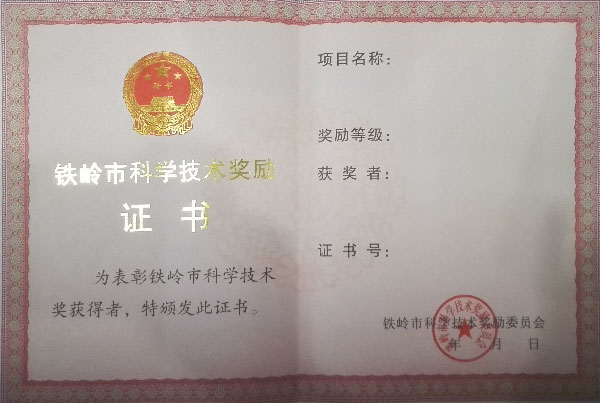 铁岭市科学技术奖励
证书
为表彰铁岭市科学技术
奖获得者，特颁发此证书。
项目名称：
奖励等级：
获奖者：
证书号：
铁岭市科学技术奖励委员会
年 月 日